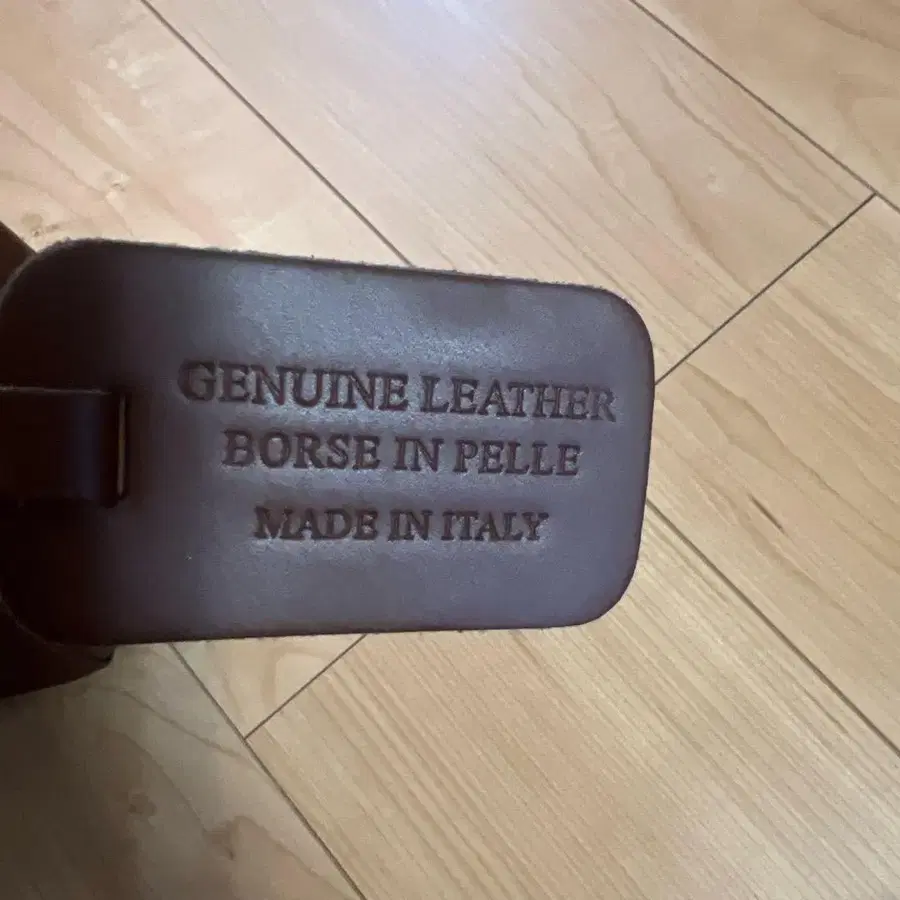 GENUINE LEATHER
BORSE IN PELLE
MADE IN ITALY